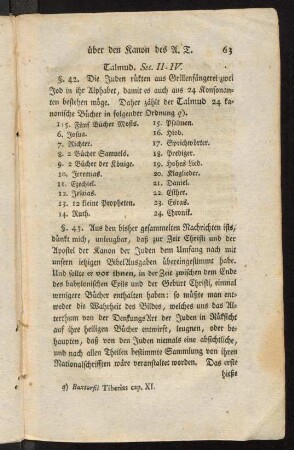 über den Kanon des A. T. 63
Talmud. Sec. II-IV.
§. 42. Die Juden rükten aus Grillenfängerei zwei
Jod in ihr Alphabet, damit es auch aus 24 Konsonan-
ten bestehen möge. Daher zählt der Talmud 24 ka-
nonische Bücher in folgender Ordnung q).
1-5. Fünf Bücher Mosis.
6. Josua.
7. Richter.
8. 2 Bücher Samuels.
9. 2 Bücher der Könige.
10. Jeremias.
11. Ezechiel.
12. Jesaias.
13. 12 kleine Propheten.
14. Ruth.
15. Psalmen.
16. Hiob.
17. Sprichwörter.
18. Prediger.
19. Hohes Lied.
20. Klaglieder.
21. Daniel.
22. Esther.
23. Esras.
24. Chronik.
§. 43. Aus den bisher gesammelten Nachrichten ists,
dünkt mich, unleugbar, daß zur Zeit Christi und der
Apostel der Kanon der Juden dem Umfang nach mit
unsern ietzigen BibelAusgaben übereingestimmt habe.
Und sollte er vor ihnen, in der Zeit zwischen dem Ende
des babylonischen Exils und der Geburt Christi, einmal
wenigere Bücher enthalten haben: so müßte man ent-
weder die Wahrheit des Bildes, welches uns das Al-
terthum von der DenkungsArt der Juden in Rüksicht
auf ihre heiligen Bücher entwirft, leugnen, oder be-
haupten, daß von den Juden niemals eine absichtliche,
und nach allen Theilen bestimmte Sammlung von ihren
Nationalschrifften wäre veranstaltet worden. Das erste
hieße
q) Buxtorfii Tiberias cap. XI.